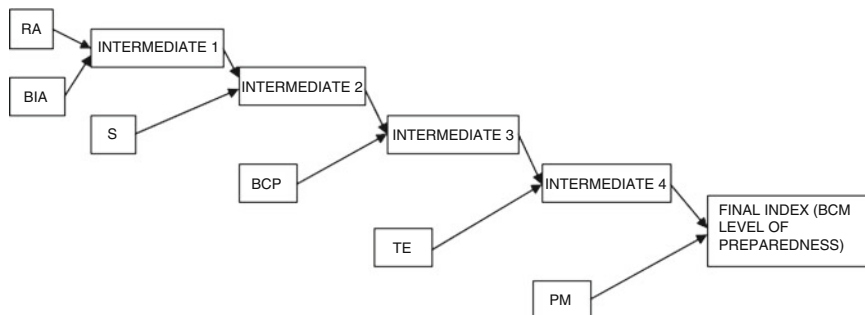 RA
INTERMEDIATE 1
BIA
INTERMEDIATE 2
S
INTERMEDIATE 3
BCP
INTERMEDIATE 4
FINAL INDEX (BCM
LEVEL OF
PREPAREDNESS)
TE
PM